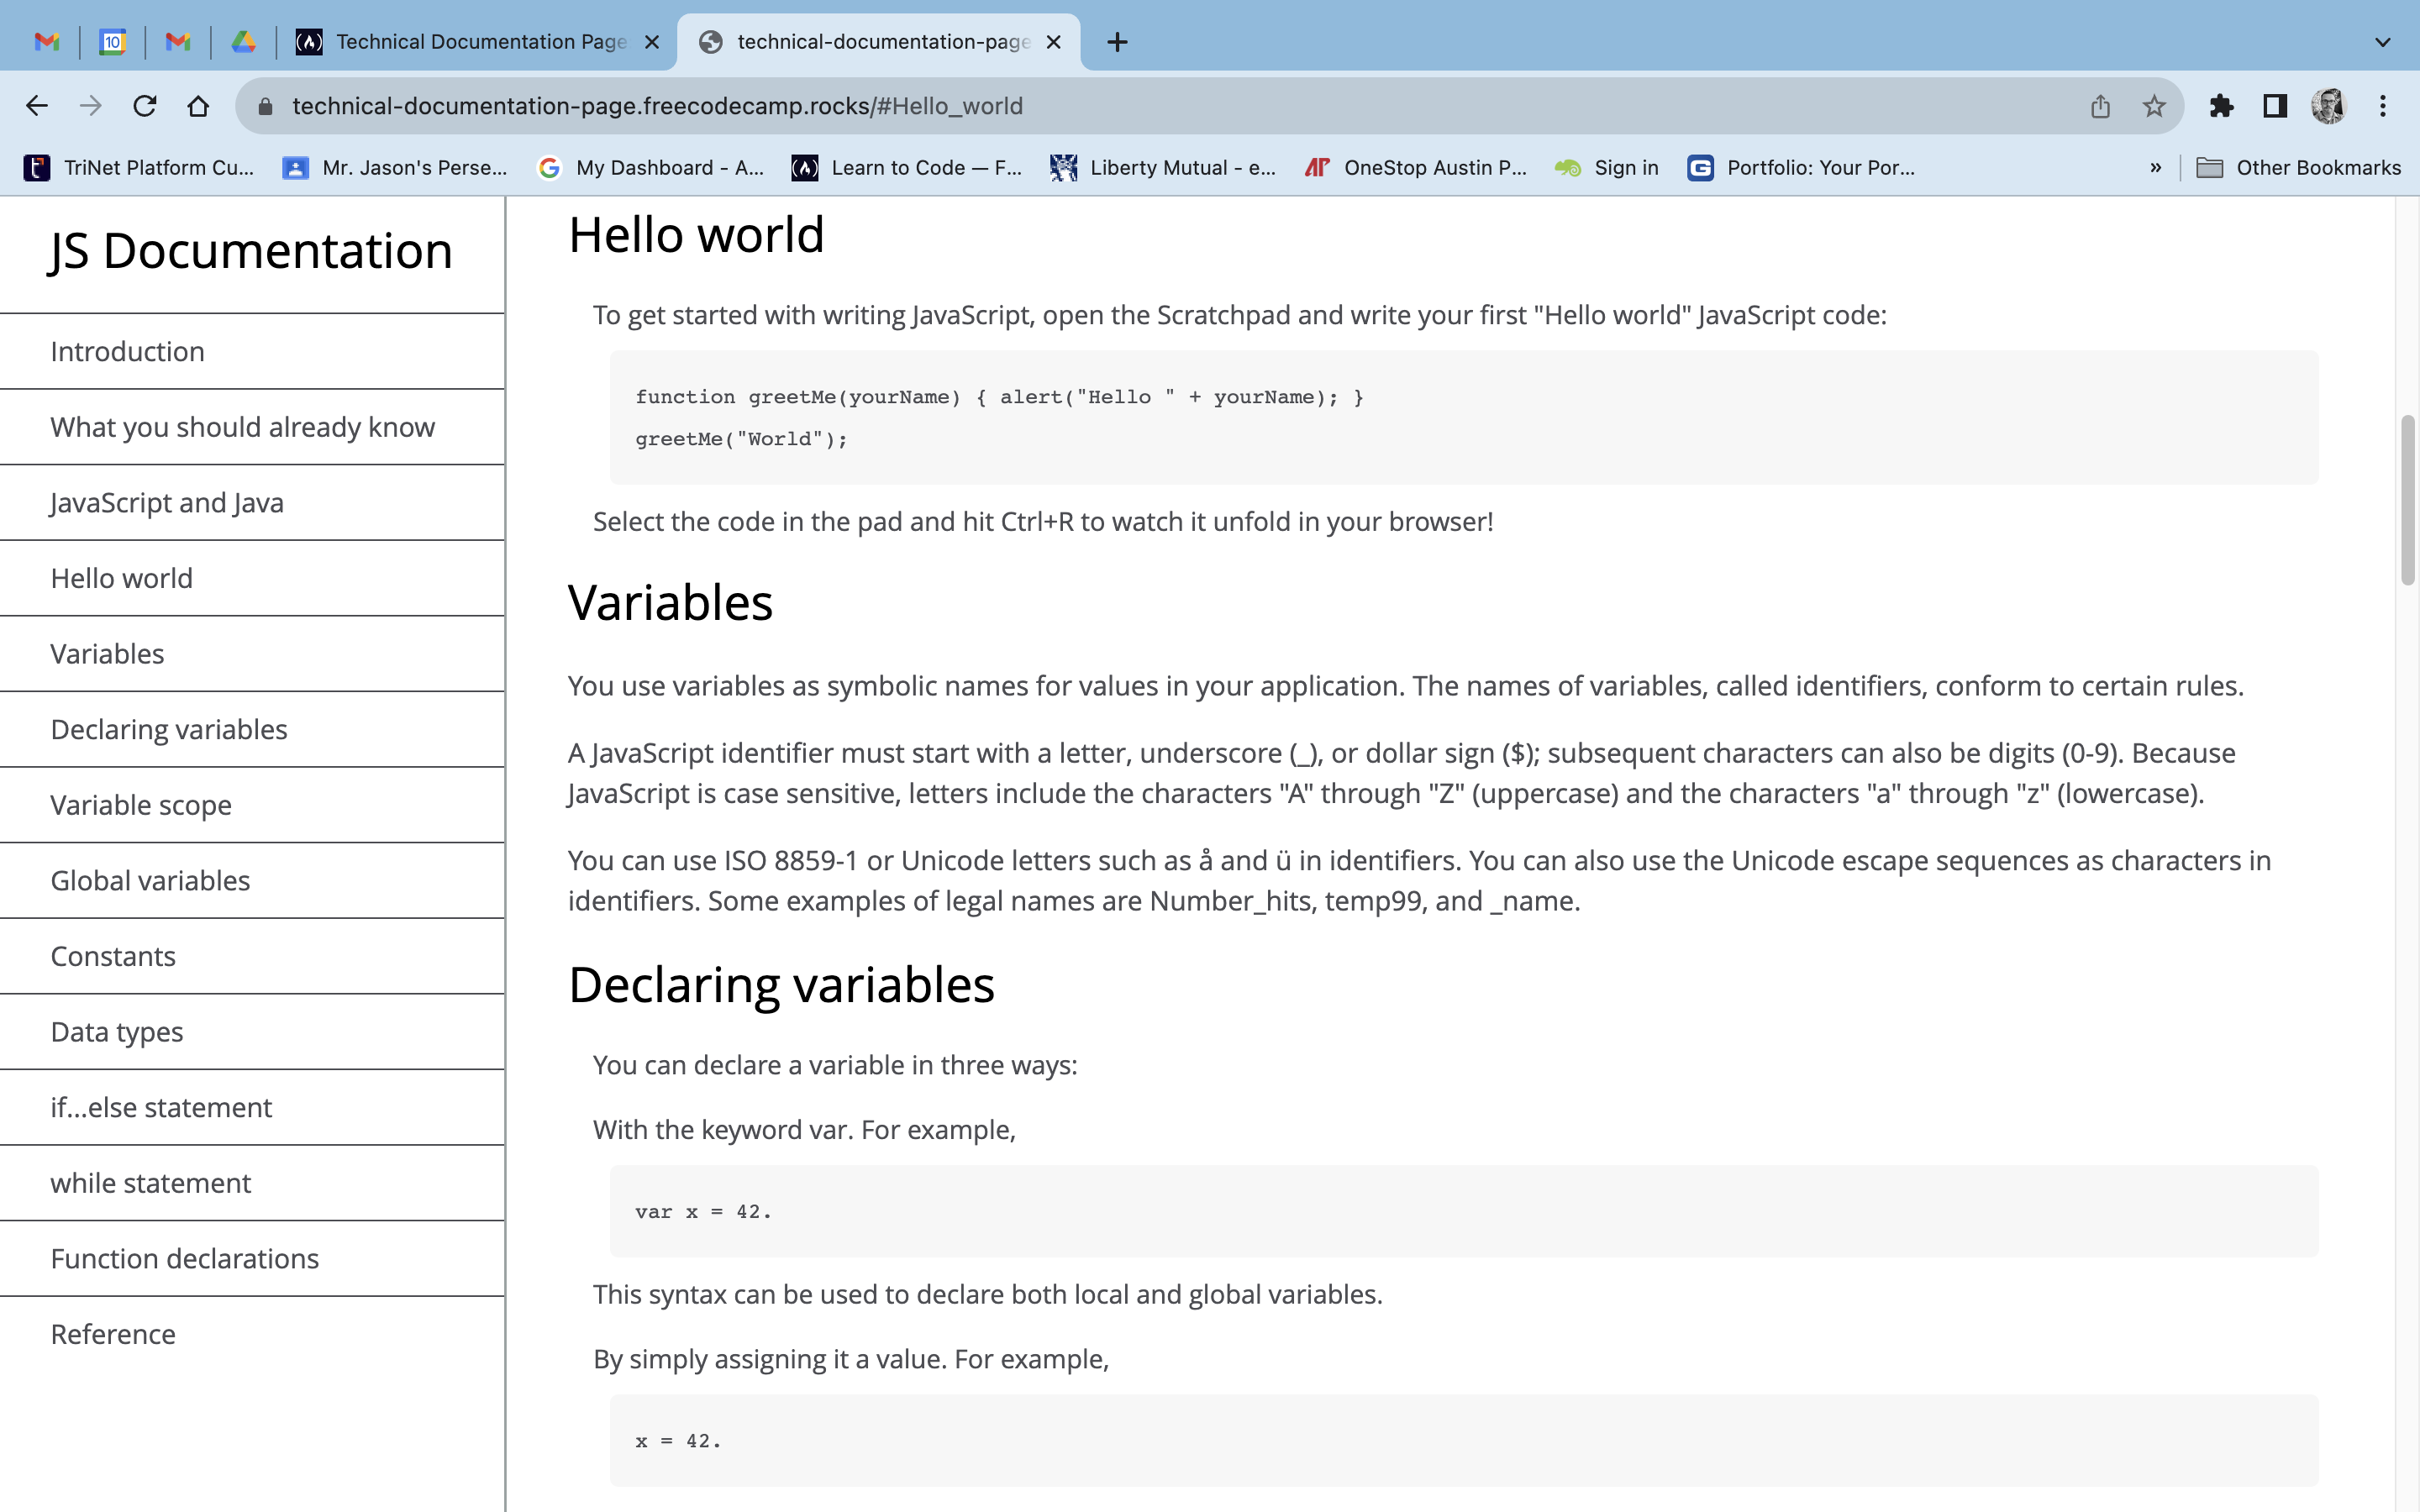 10
Technical Documentation Page
technical-documentation-page
technical-documentation-page.freecodecamp.rocks/#Hello_world
TriNet Platform Cu...
Mr. Jason's Perse...
My Dashboard - A...
Learn to Code — F...
Liberty Mutual - e...
OneStop Austin P...
Sign in
Portfolio: Your Por...
»
Other Bookmarks
JS Documentation
Introduction
What you should already know
JavaScript and Java
Hello world
Variables
Declaring variables
Variable scope
Global variables
Constants
Data types
if...else statement
while statement
Function declarations
Reference
Hello world
To get started with writing JavaScript, open the Scratchpad and write your first "Hello world" JavaScript code:
function greetMe(yourName) { alert("Hello " + yourName); }
greetMe("World");
Select the code in the pad and hit Ctrl+R to watch it unfold in your browser!
Variables
You use variables as symbolic names for values in your application. The names of variables, called identifiers, conform to certain rules.
A JavaScript identifier must start with a letter, underscore (_), or dollar sign ($); subsequent characters can also be digits (0-9). Because
JavaScript is case sensitive, letters include the characters "A" through "Z" (uppercase) and the characters "a" through "z" (lowercase).
You can use ISO 8859-1 or Unicode letters such as å and ü in identifiers. You can also use the Unicode escape sequences as characters in
identifiers. Some examples of legal names are Number_hits, temp99, and _name.
Declaring variables
You can declare a variable in three ways:
With the keyword var. For example,
var x = 42.
This syntax can be used to declare both local and global variables.
By simply assigning it a value. For example,
x = 42.